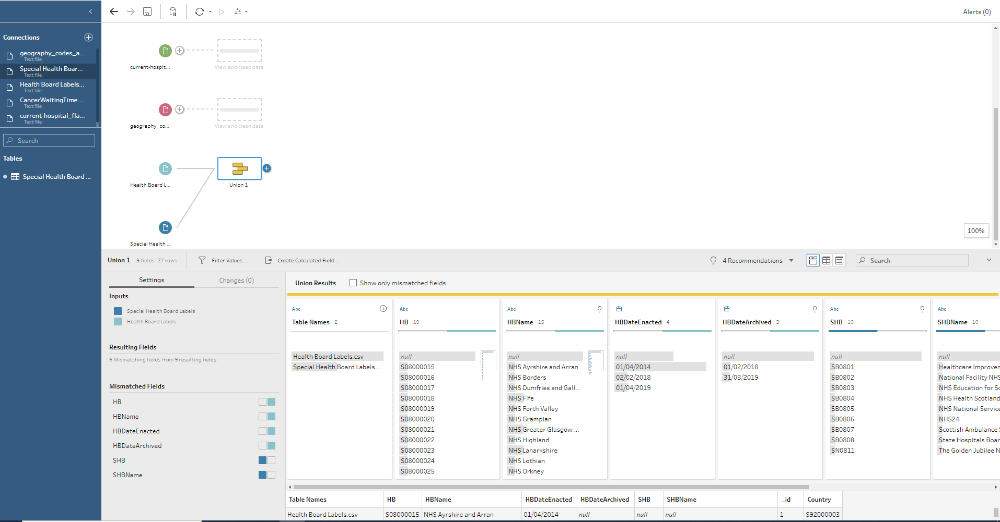 Alerts (0)
Connections
geography_codes_a...
Text file
Special Health Boar...
Text file
Health Board Labels...
Text file
CancerWaitingTime....
Text file
current-hospital_fla...
Text file
Search
Tables
Special Health Board ...
current-hospit...
View and clean data
geography_co...
View and clean data
Health Board L...
Union 1
Special Health ...
100%
Union 1 9 fields 27 rows
Filter Values...
Create Calculated Field...
4 Recommendations
Search
Settings
Changes (0)
Inputs
Special Health Board Labels
Health Board Labels
Resulting Fields
6 Mismatching fields from 9 resulting fields.
Mismatched Fields
HB
HBName
HBDateEnacted
HBDateArchived
SHB
SHBName
Union Results
Show only mismatched fields
Abc
Table Names 2
Health Board Labels.csv
Special Health Board Labels....
Abc
HB 19
null
S08000015
S08000016
S08000017
S08000018
S08000019
S08000020
S08000021
S08000022
S08000023
S08000024
S08000025
Abc
HBName 15
null
NHS Ayrshire and Arran
NHS Borders
NHS Dumfries and Gall...
NHS Fife
NHS Forth Valley
NHS Grampian
NHS Greater Glasgow ...
NHS Highland
NHS Lanarkshire
NHS Lothian
NHS Orkney
HBDateEnacted 4
null
01/04/2014
02/02/2018
01/04/2019
HBDateArchived 3
null
01/02/2018
31/03/2019
Abc
SHB 10
null
SB0801
SB0802
SB0803
SB0804
SB0805
SB0806
SB0807
SB0808
SN0811
Abc
SHBName 10
null
Healthcare Improvem
National Facility NHS
NHS Education for Sc
NHS Health Scotland
NHS National Service
NHS24
Scottish Ambulance S
State Hospitals Boar
The Golden Jubilee N
Table Names HB HBName HBDateEnacted HBDateArchived SHB SHBName _id Country
Health Board Labels.csv S08000015 NHS Ayrshire and Arran 01/04/2014 null null null 1 S92000003